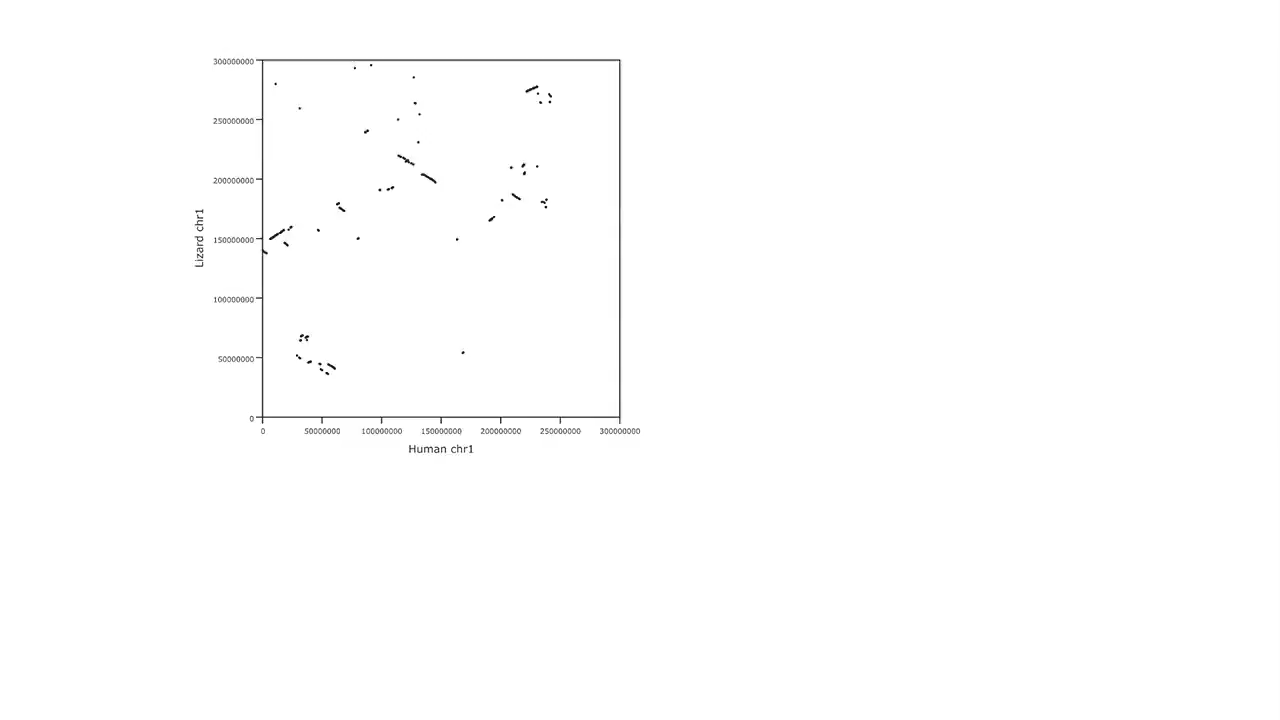 300000000
250000000
200000000
150000000
100000000
50000000
0
Lizard chr1
0 50000000 100000000 150000000 200000000 250000000 300000000
Human chr1